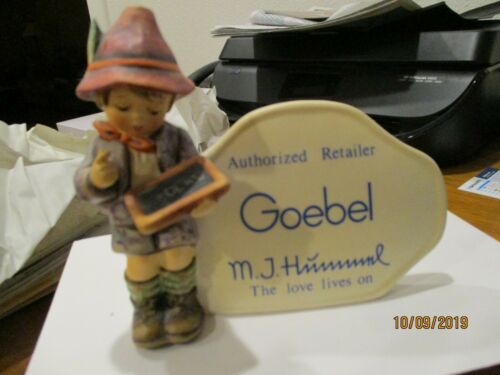 Authorized Retailer
Goebel
M.J. Hümmel
The love lives on
10/09/2019